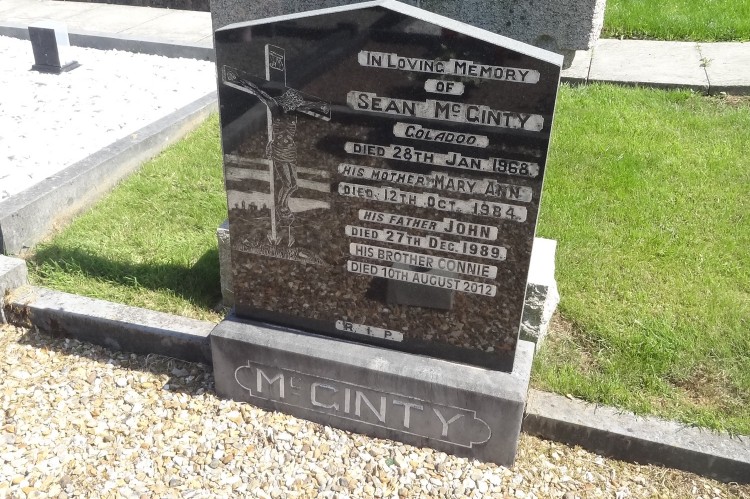 IN LOVING MEMORY
OF
SEAN McGINTY
COLADOO.
DIED 28TH JAN. 1968.
HIS MOTHER MARY ANN
DIED. 12TH OCT. 1984.
HIS FATHER JOHN
DIED 27TH DEC. 1989.
HIS BROTHER CONNIE
DIED 10TH AUGUST 2012
R. I. P.
McGINTY